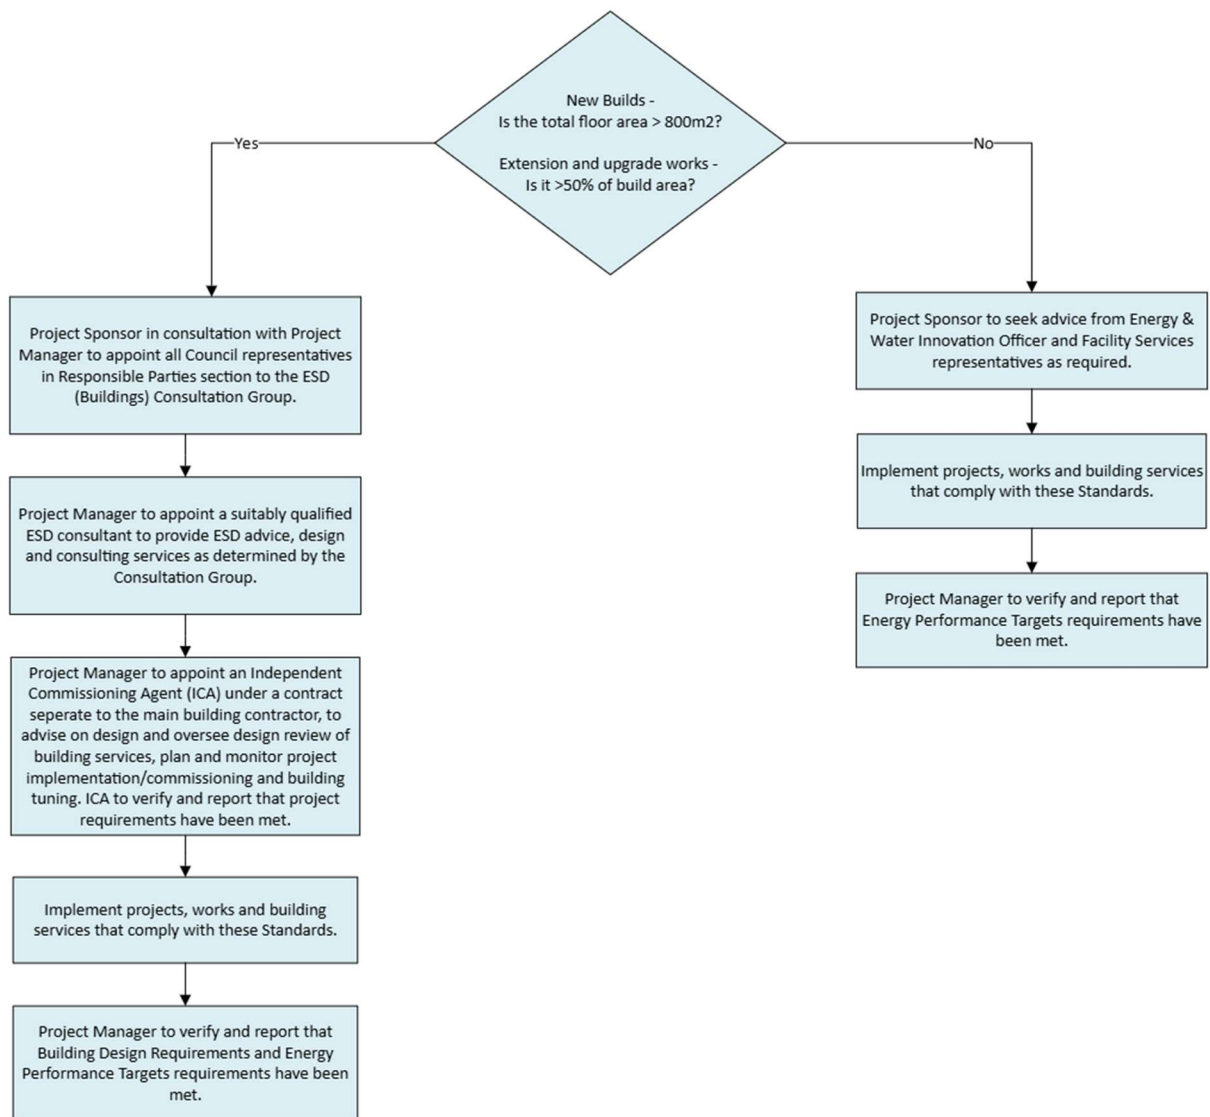 New Builds -
Is the total floor area > 800m2?
Extension and upgrade works -
Is it >50% of build area?
Yes
No
Project Sponsor in consultation with Project
Manager to appoint all Council representatives
in Responsible Parties section to the ESD
(Buildings) Consultation Group.
Project Manager to appoint a suitably qualified
ESD consultant to provide ESD advice, design
and consulting services as determined by the
Consultation Group.
Project Manager to appoint an Independent
Commissioning Agent (ICA) under a contract
seperate to the main building contractor, to
advise on design and oversee design review of
building services, plan and monitor project
implementation/commissioning and building
tuning. ICA to verify and report that project
requirements have been met.
Implement projects, works and building
services that comply with these Standards.
Project Manager to verify and report that
Building Design Requirements and Energy
Performance Targets requirements have been
met.
Project Sponsor to seek advice from Energy &
Water Innovation Officer and Facility Services
representatives as required.
Implement projects, works and building services
that comply with these Standards.
Project Manager to verify and report that
Energy Performance Targets requirements have
been met.